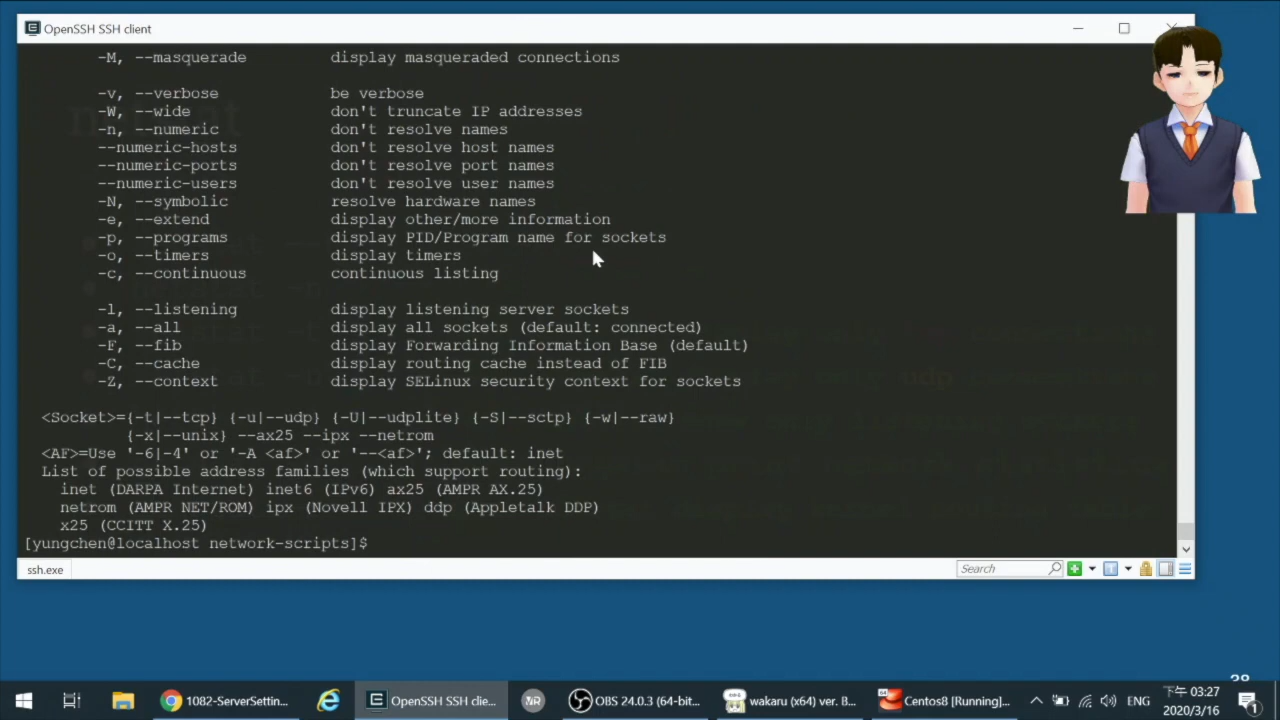 OpenSSH SSH client
-M, --masquerade display masqueraded connections
-v, --verbose be verbose
-W, --wide don't truncate IP addresses
-n, --numeric don't resolve names
--numeric-hosts don't resolve host names
--numeric-ports don't resolve port names
--numeric-users don't resolve user names
-N, --symbolic resolve hardware names
-e, --extend display other/more information
-p, --programs display PID/Program name for sockets
-o, --timers display timers
-c, --continuous continuous listing
-l, --listening display listening server sockets
-a, --all display all sockets (default: connected)
-F, --fib display Forwarding Information Base (default)
-C, --cache display routing cache instead of FIB
-Z, --context display SELinux security context for sockets
<Socket>={-t|--tcp} {-u|--udp} {-U|--udplite} {-S|--sctp} {-w|--raw}
{-x|--unix} --ax25 --ipx --netrom
<AF>=Use '-6|-4' or '-A <af>' or '--<af>'; default: inet
List of possible address families (which support routing):
inet (DARPA Internet) inet6 (IPv6) ax25 (AMPR AX.25)
netrom (AMPR NET/ROM) ipx (Novell IPX) ddp (Appletalk DDP)
x25 (CCITT X.25)
[yungchen@localhost network-scripts]$
ssh.exe
Search
1082-ServerSettin...
OpenSSH SSH clie...
OBS 24.0.3 (64-bit...
wakaru (x64) ver. 8...
Centos8 [Running]...
ENG
下午 03:27
2020/3/16
1